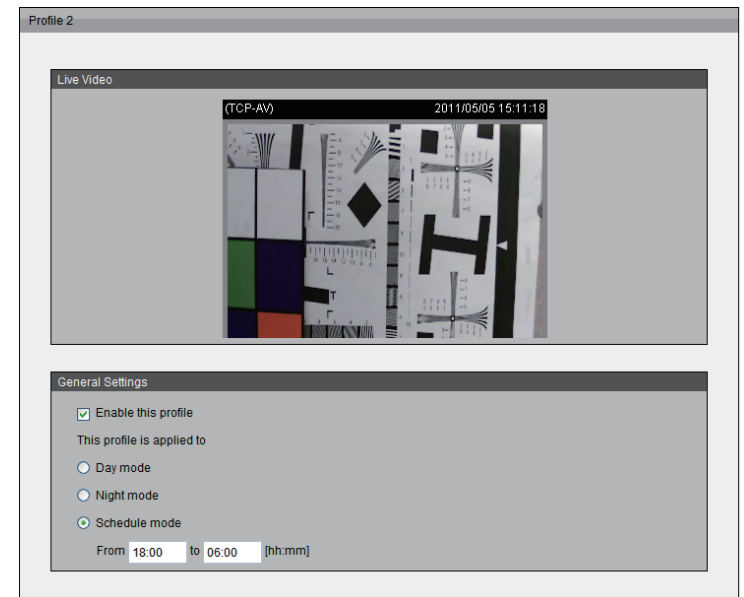 Profile 2
Live Video
(TCP-AV) 2011/05/05 15:11:18
General Settings
Enable this profile
This profile is applied to
Day mode
Night mode
Schedule mode
From 18:00 to 06:00 [hh:mm]